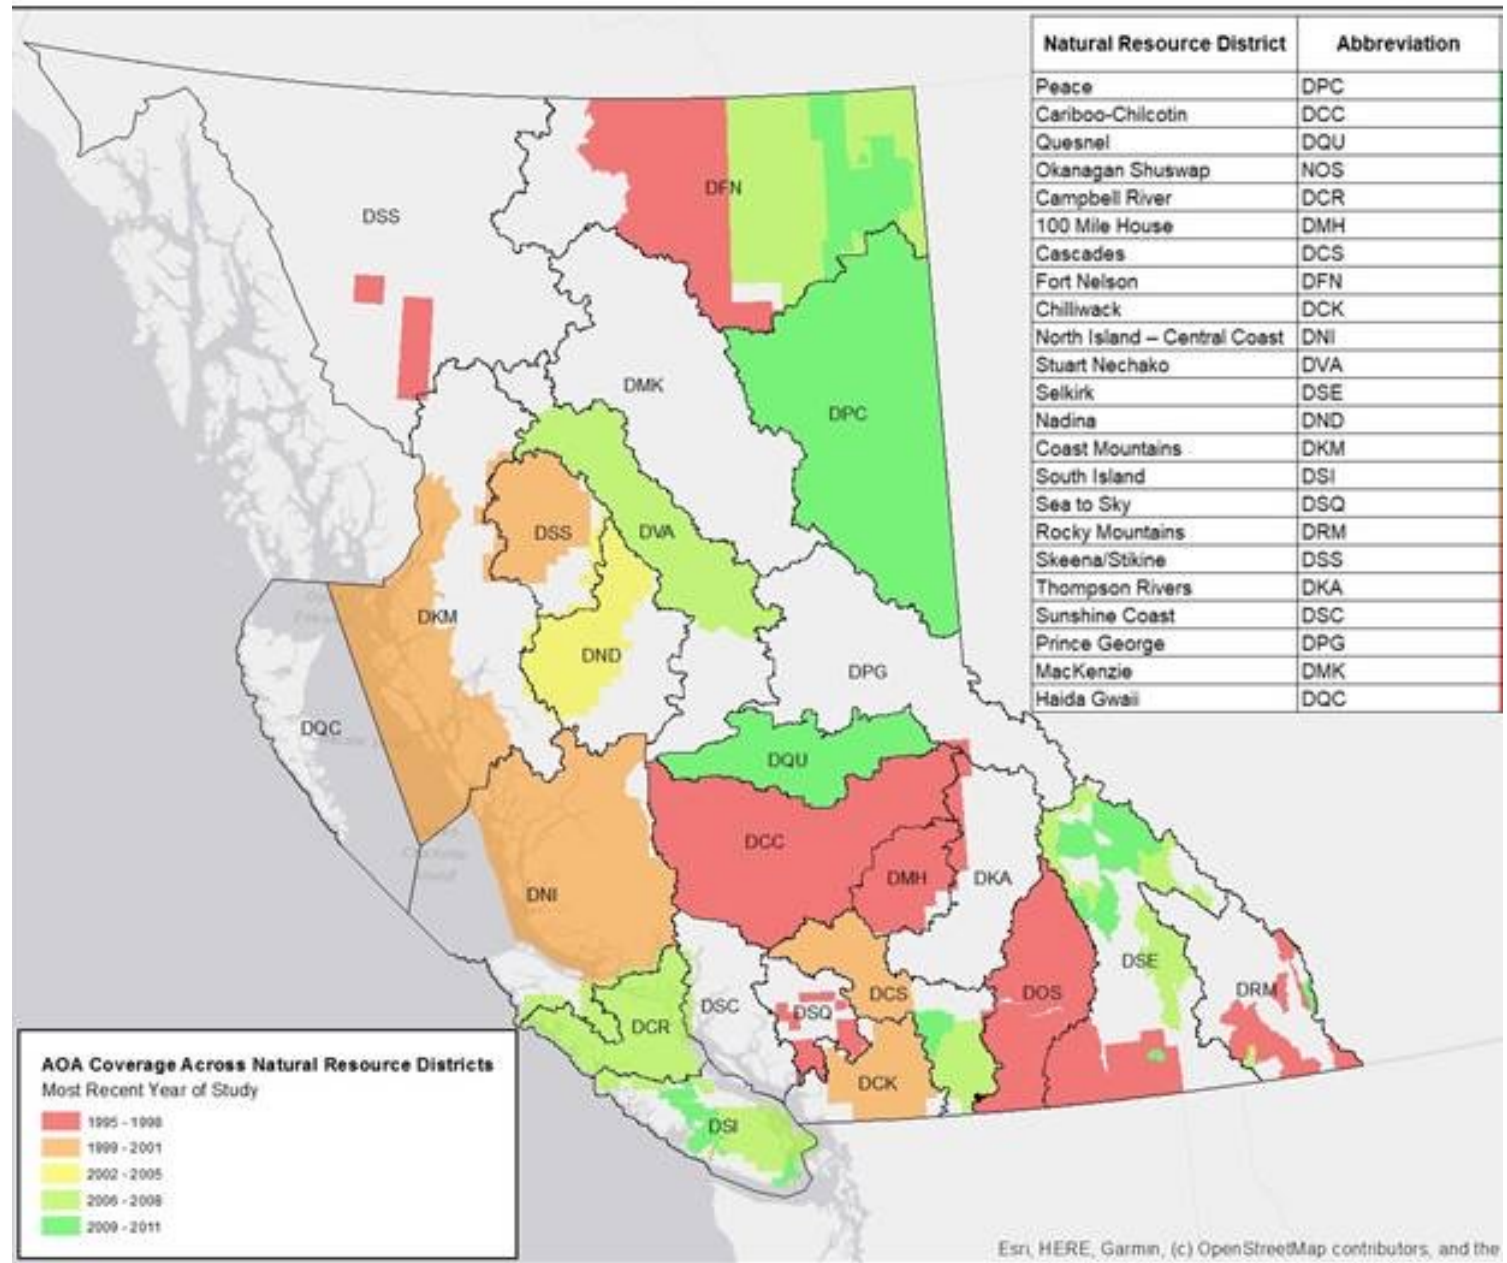 Natural Resource District Abbreviation
Peace DPC
Cariboo-Chilcotin DCC
Quesnel DQU
Okanagan Shuswap NOS
Campbell River DCR
100 Mile House DMH
Cascades DCS
Fort Nelson DFN
Chilliwack DCK
North Island – Central Coast DNI
Stuart Nechako DVA
Selkirk DSE
Nadina DND
Coast Mountains DKM
South Island DSI
Sea to Sky DSQ
Rocky Mountains DRM
Skeena/Stikine DSS
Thompson Rivers DKA
Sunshine Coast DSC
Prince George DPG
MacKenzie DMK
Haida Gwaii DQC
DFN
DSS
DMK
DPC
DSS
DVA
DKM
DND
DPG
DQC
DQU
DCC
DMH
DKA
DNI
DSE
DCS
DOS
DRM
DSC
DSQ
DCR
DCK
DSI
AOA Coverage Across Natural Resource Districts
Most Recent Year of Study
1995 - 1998
1999 - 2001
2002 - 2005
2006 - 2008
2009 - 2011
Esri, HERE, Garmin, (c) OpenStreetMap contributors, and the